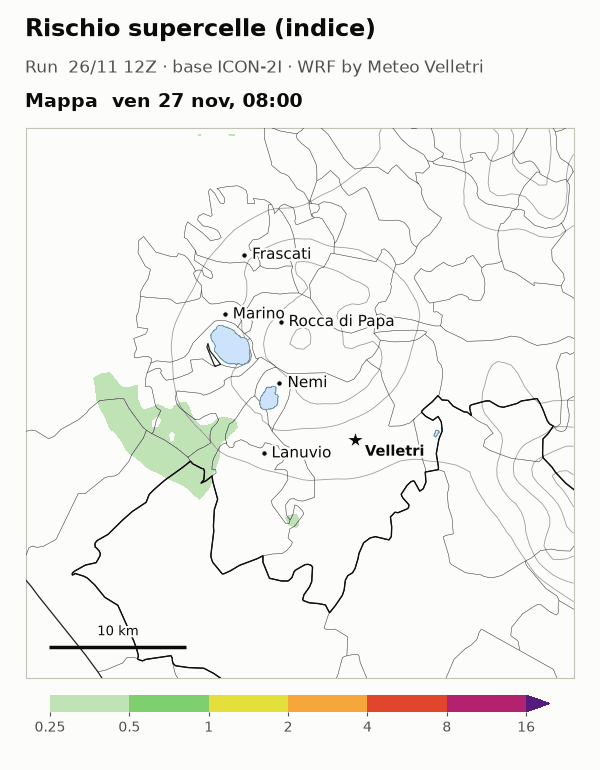 Rischio supercelle (indice)
Run  26/11 12Z · base ICON-2I · WRF by Meteo Velletri
Mappa  ven 27 nov, 08:00
Frascati
Marino
Rocca di Papa
Nemi
Lanuvio
Velletri
10 km
0.25 0.5 1 2 4 8 16